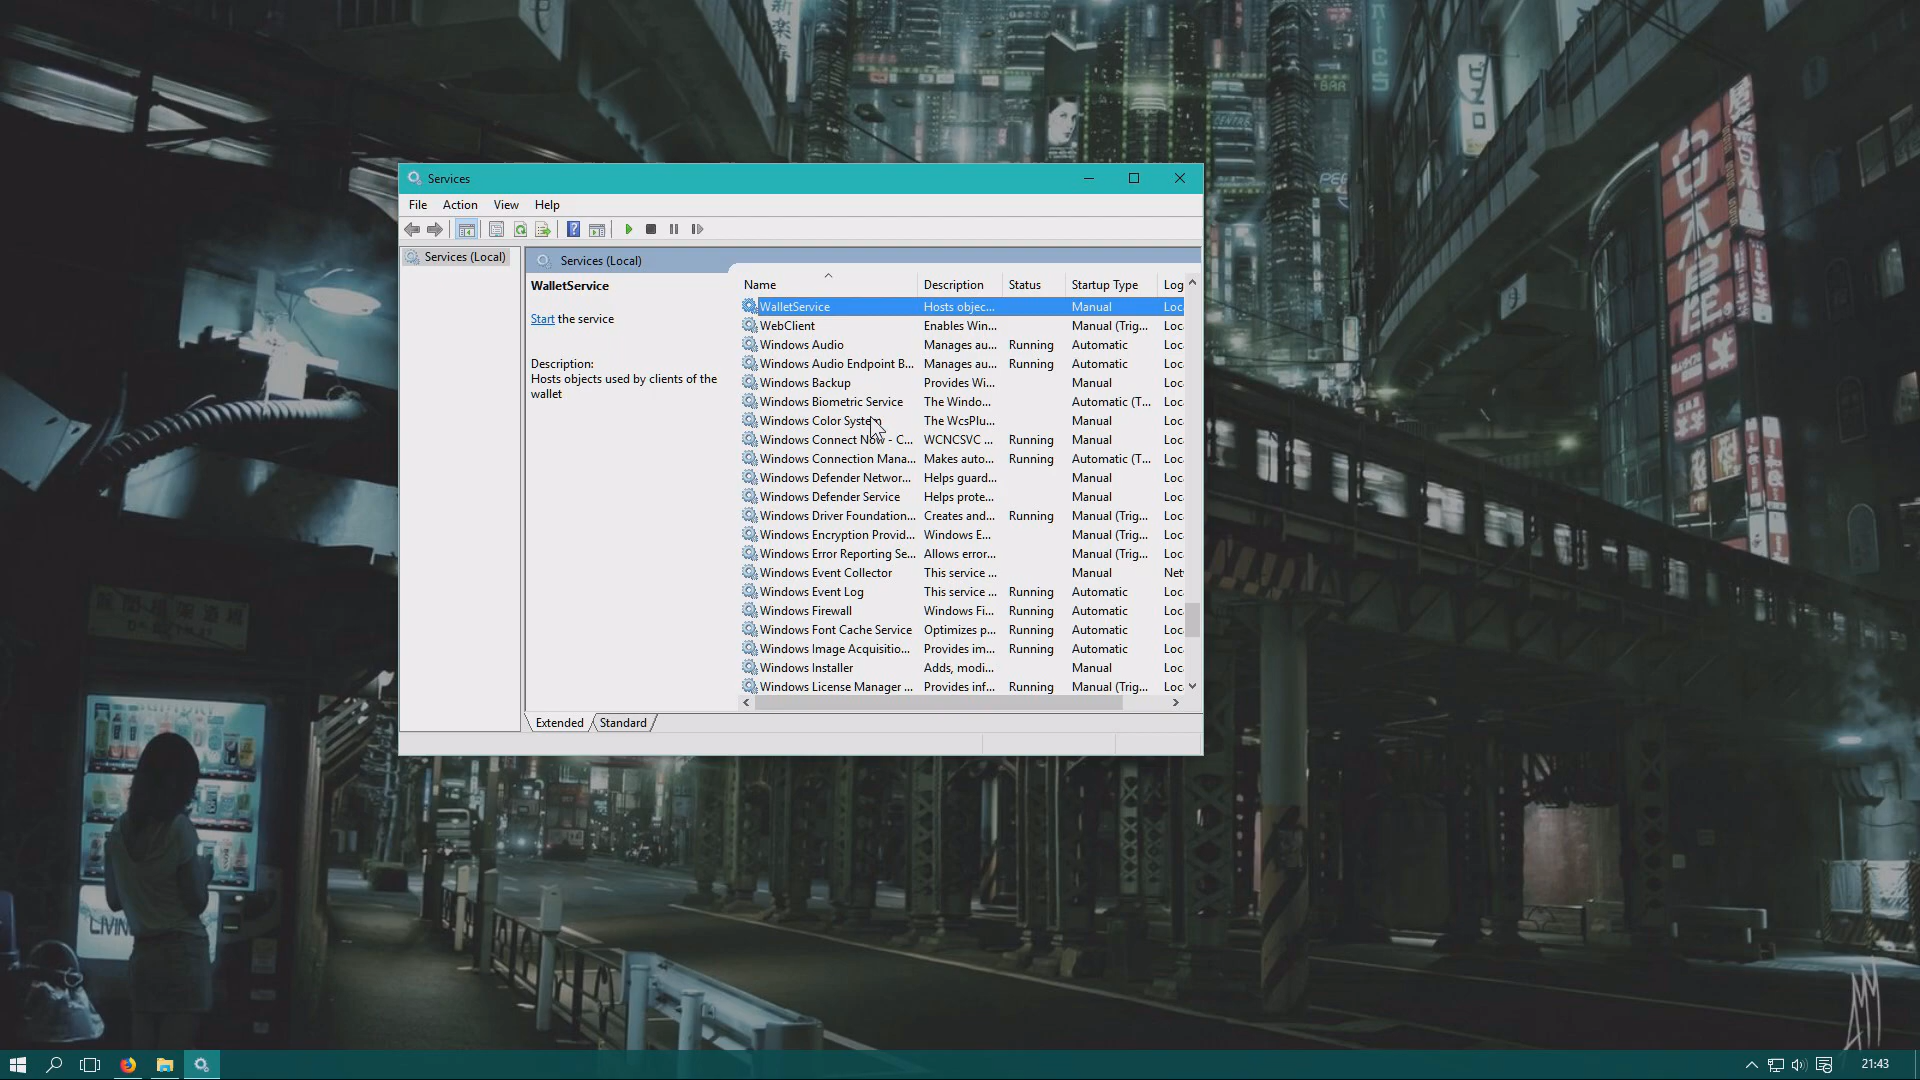 Services
File Action View Help
Services (Local)
Services (Local)
WalletService
Start the service
Description:
Hosts objects used by clients of the
wallet
Name Description Status Startup Type Log
WalletService Hosts objec... Manual Loc
WebClient Enables Win... Manual (Trig... Loc
Windows Audio Manages au... Running Automatic Loc
Windows Audio Endpoint B... Manages au... Running Automatic Loc
Windows Backup Provides Wi... Manual Loc
Windows Biometric Service The Windo... Automatic (T... Loc
Windows Color System The WcsPlu... Manual Loc
Windows Connect Now - C... WCNCSVC ... Running Manual Loc
Windows Connection Mana... Makes auto... Running Automatic (T... Loc
Windows Defender Networ... Helps guard... Manual Loc
Windows Defender Service Helps prote... Manual Loc
Windows Driver Foundation... Creates and... Running Manual (Trig... Loc
Windows Encryption Provid... Windows E... Manual (Trig... Loc
Windows Error Reporting Se... Allows error... Manual (Trig... Loc
Windows Event Collector This service ... Manual Net
Windows Event Log This service ... Running Automatic Loc
Windows Firewall Windows Fi... Running Automatic Loc
Windows Font Cache Service Optimizes p... Running Automatic Loc
Windows Image Acquisitio... Provides im... Running Automatic Loc
Windows Installer Adds, modi... Manual Loc
Windows License Manager ... Provides inf... Running Manual (Trig... Loc
Extended Standard
BAR
LIVIN
21:43